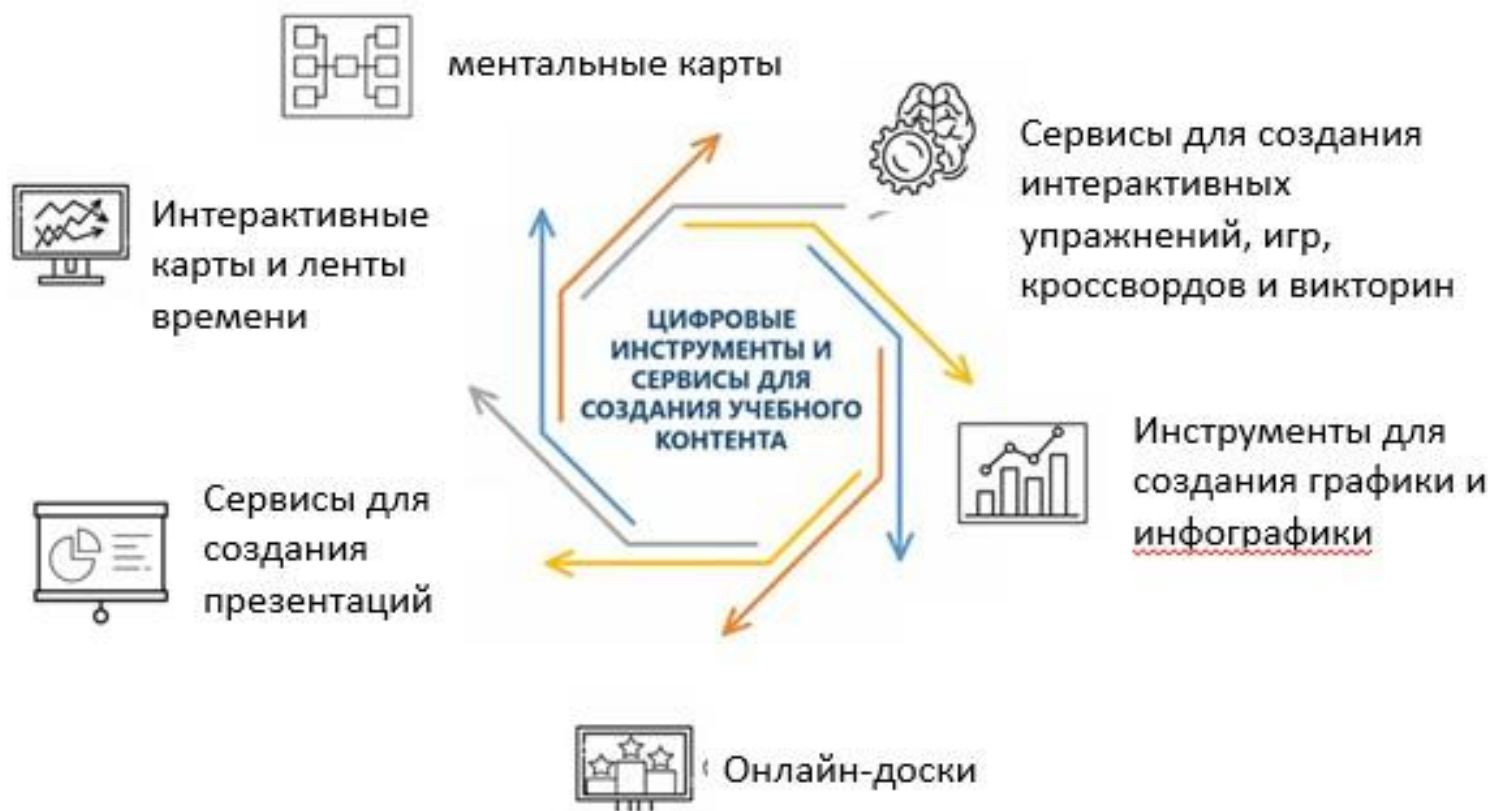 ментальные карты
Сервисы для создания
интерактивных
упражнений, игр,
кроссвордов и викторин
Интерактивные
карты и ленты
времени
ЦИФРОВЫЕ
ИНСТРУМЕНТЫ И
СЕРВИСЫ ДЛЯ
СОЗДАНИЯ УЧЕБНОГО
КОНТЕНТА
Инструменты для
создания графики и
инфографики
Сервисы для
создания
презентаций
Онлайн-доски